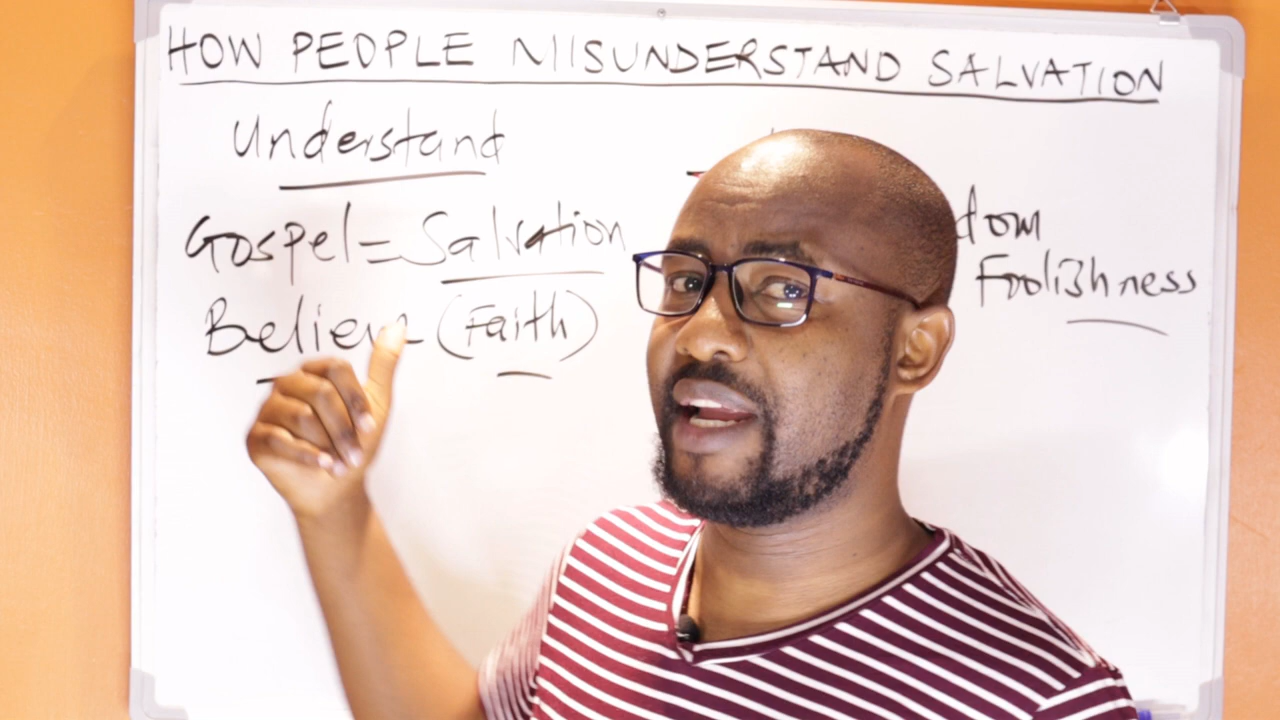 HOW PEOPLE MISUNDERSTAND SALVATION
Understand
Gospel = Salvation
Believe (Faith)
dom
Foolishness